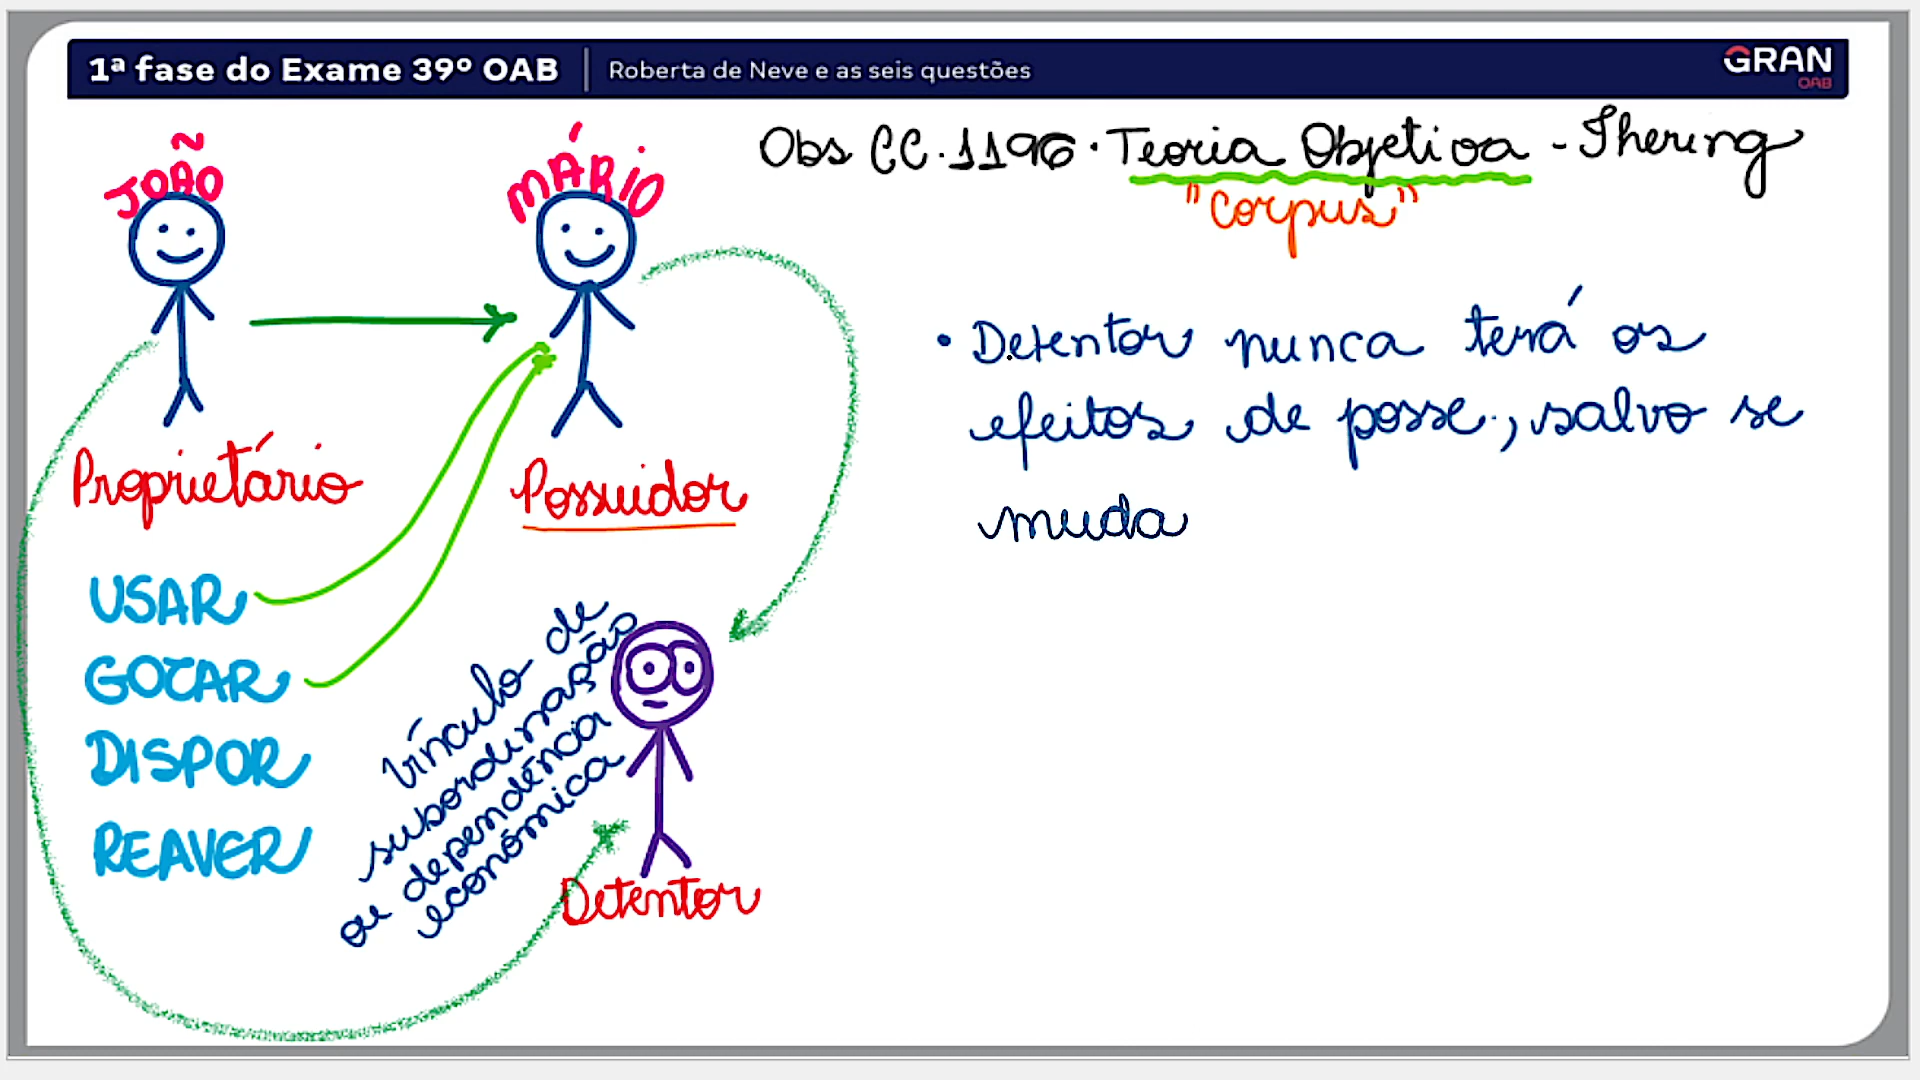 1ª fase do Exame 39º OAB
Roberta de Neve e as seis questões
GRAN
OAB
JOÃO
MÁRIO
Obs CC. 1196 · Teoria Objetiva - Ihering
"Corpus"
Proprietário
Possuidor
USAR
GOZAR
DISPOR
REAVER
Vínculo de
subordinação
ou dependência
econômica
Detentor
• Detentor nunca terá os
efeitos de posse, salvo se
muda